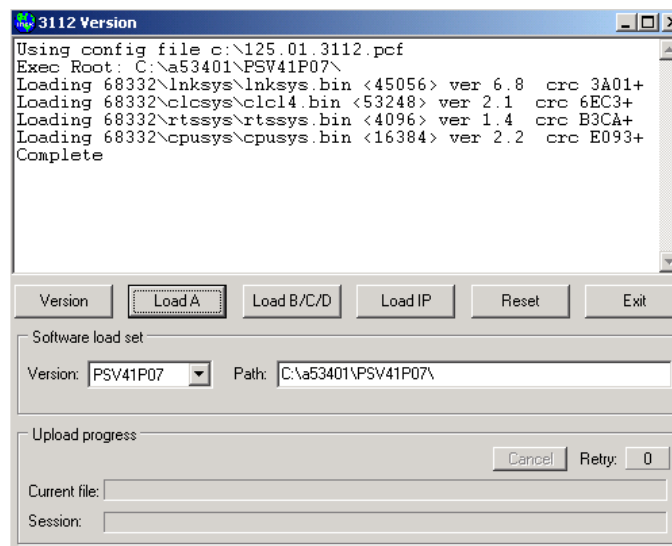 3112 Version
Using config file c:\125.01.3112.pcf
Exec Root: C:\a53401\PSV41P07\
Loading 68332\lnksys\lnksys.bin <45056> ver 6.8  crc 3A01+
Loading 68332\clcsys\clcl4.bin <53248> ver 2.1  crc 6EC3+
Loading 68332\rtssys\rtssys.bin <4096> ver 1.4  crc B3CA+
Loading 68332\cpusys\cpusys.bin <16384> ver 2.2  crc E093+
Complete
Version Load A Load B/C/D Load IP Reset Exit
Software load set
Version: PSV41P07 Path: C:\a53401\PSV41P07\
Upload progress
Cancel Retry: 0
Current file:
Session: